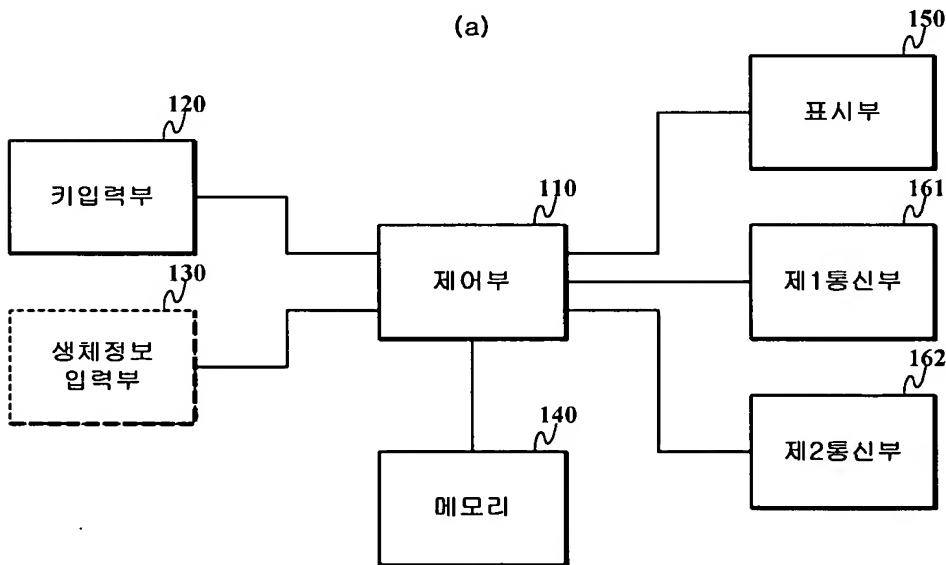 (a)
150
표시부
120
키입력부
110
제어부
161
제1통신부
130
생체정보
입력부
162
제2통신부
140
메모리